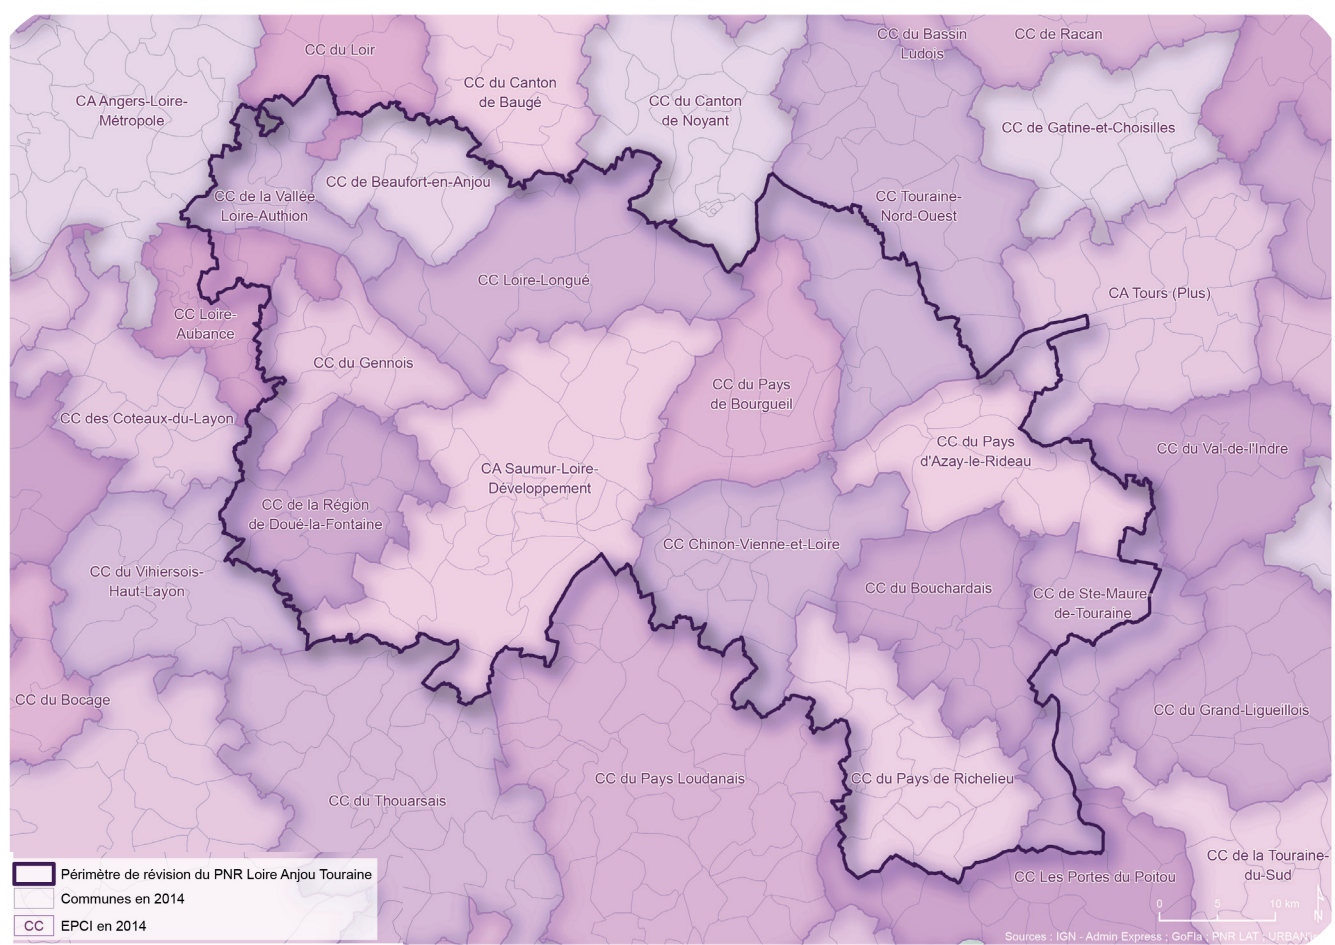 CC du Loir
CC du Canton
de Baugé
CC du Bassin
Ludois
CC de Racan
CA Angers-Loire-
Métropole
CC du Canton
de Noyant
CC de Gatine-et-Choisilles
CC de Beaufort-en-Anjou
CC de la Vallée
Loire-Authion
CC Touraine-
Nord-Ouest
CC Loire-Longué
CA Tours (Plus)
CC Loire-
Aubance
CC du Gennois
CC du Pays
de Bourgueil
CC des Coteaux-du-Layon
CC du Pays
d'Azay-le-Rideau
CC du Val-de-l'Indre
CA Saumur-Loire-
Développement
CC de la Région
de Doué-la-Fontaine
CC Chinon-Vienne-et-Loire
CC du Vihiersois-
Haut-Layon
CC du Bouchardais
CC de Ste-Maure-
de-Touraine
CC du Bocage
CC du Grand-Ligueillois
CC du Pays Loudanais
CC du Pays de Richelieu
CC du Thouarsais
CC de la Touraine-
du-Sud
CC Les Portes du Poitou
Périmètre de révision du PNR Loire Anjou Touraine
Communes en 2014
CC EPCI en 2014
0 5 10 km
N
Sources : IGN - Admin Express ; GoFla ; PNR LAT ;